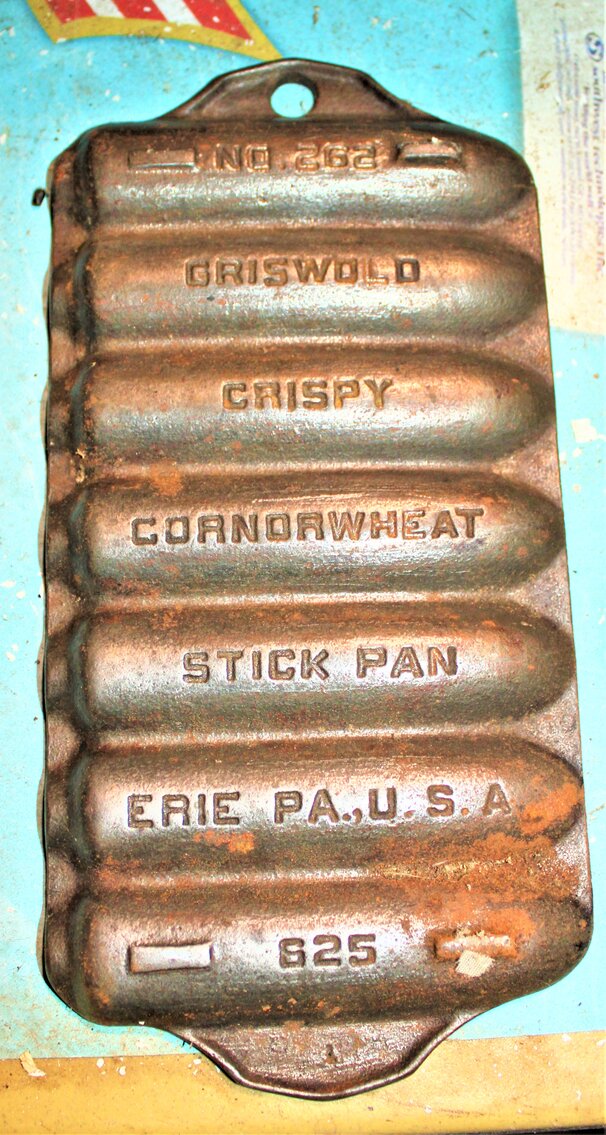 NO. 262
GRISWOLD
CRISPY
CORNORWHEAT
STICK PAN
ERIE PA., U.S.A
625